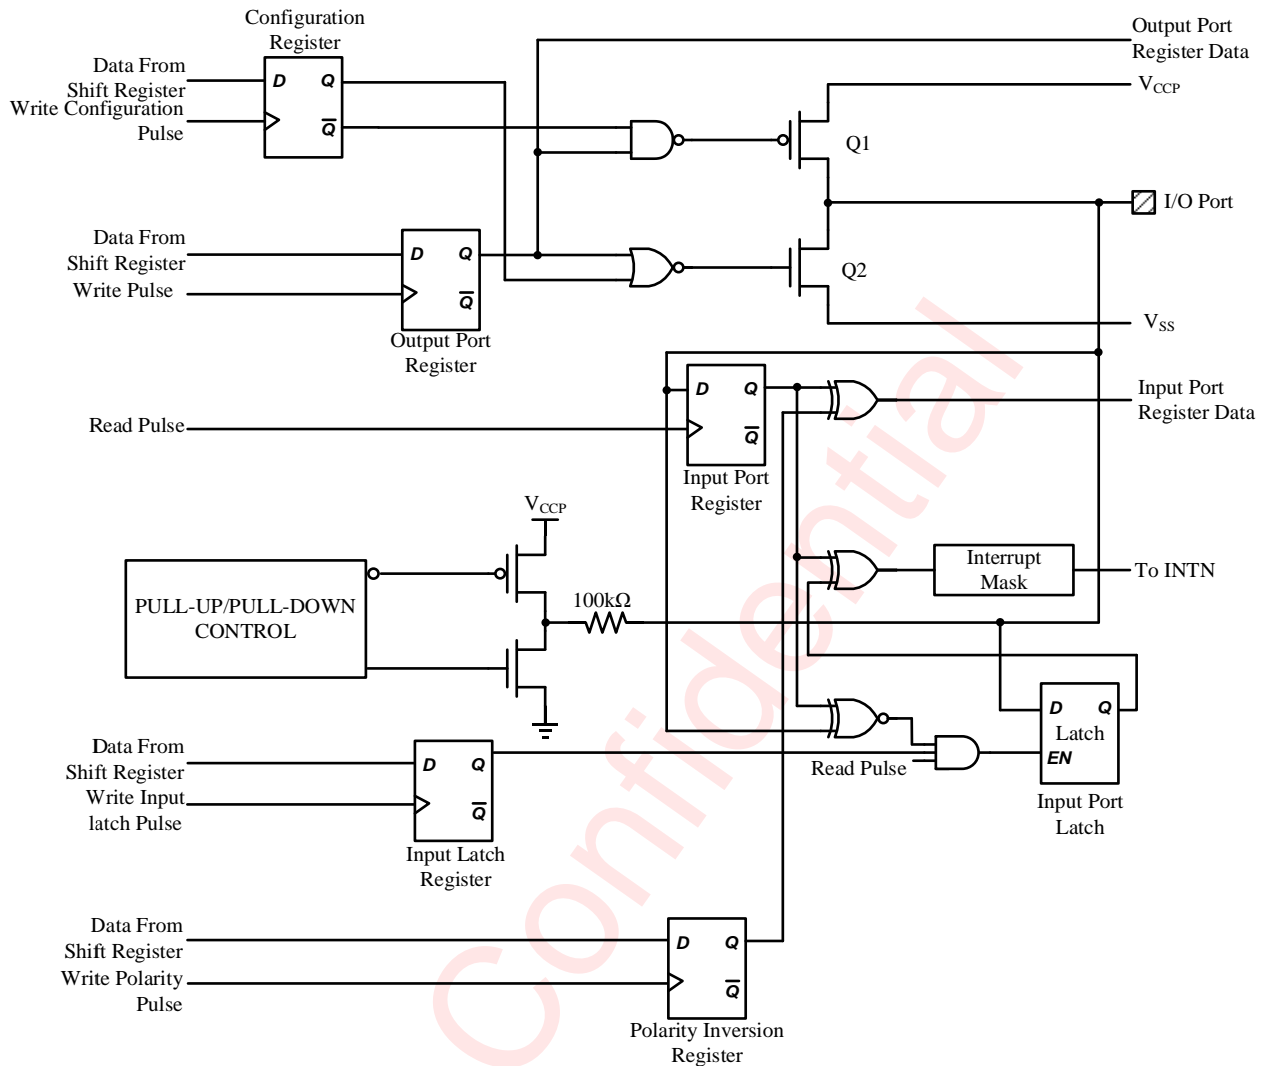 Configuration
Register
Data From
Shift Register
Write Configuration
Pulse
D
Q
Q
Output Port
Register Data
VCCP
Q1
I/O Port
Data From
Shift Register
Write Pulse
D
Q
Q
Output Port
Register
Q2
VSS
Read Pulse
D
Q
Q
Input Port
Register
Input Port
Register Data
VCCP
PULL-UP/PULL-DOWN
CONTROL
100kΩ
Interrupt
Mask
To INTN
D
Q
Latch
EN
Input Port
Latch
Read Pulse
Data From
Shift Register
Write Input
latch Pulse
D
Q
Q
Input Latch
Register
Data From
Shift Register
Write Polarity
Pulse
D
Q
Q
Polarity Inversion
Register
Confidential